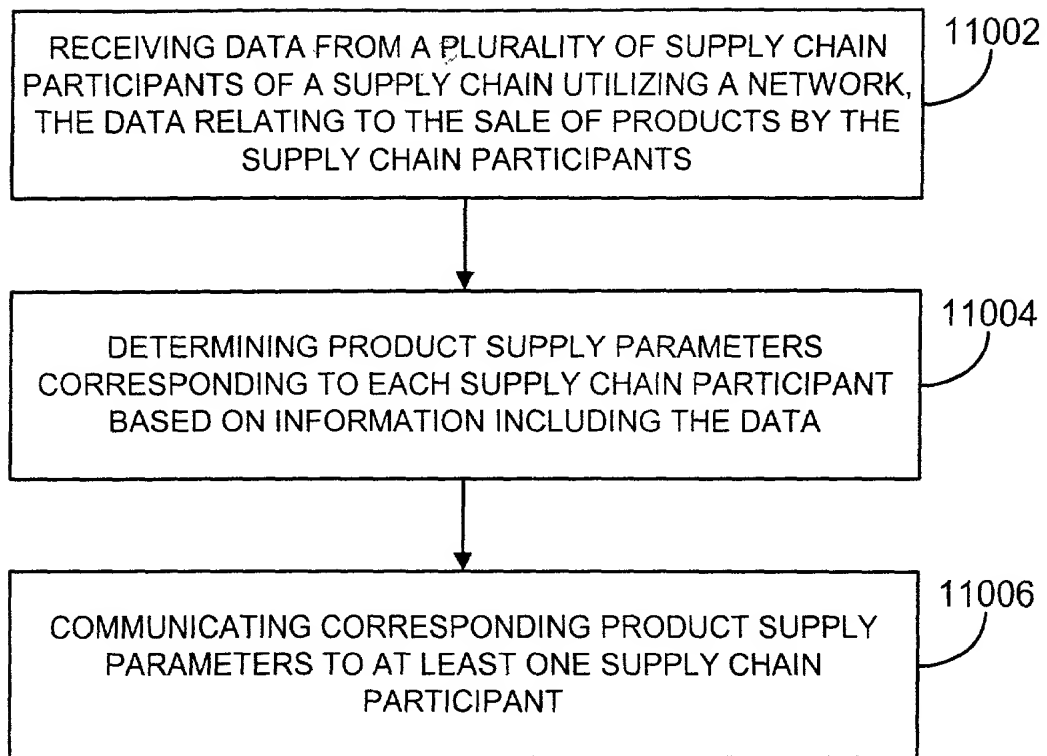 RECEIVING DATA FROM A PLURALITY OF SUPPLY CHAIN
PARTICIPANTS OF A SUPPLY CHAIN UTILIZING A NETWORK,
THE DATA RELATING TO THE SALE OF PRODUCTS BY THE
SUPPLY CHAIN PARTICIPANTS
11002
DETERMINING PRODUCT SUPPLY PARAMETERS
CORRESPONDING TO EACH SUPPLY CHAIN PARTICIPANT
BASED ON INFORMATION INCLUDING THE DATA
11004
COMMUNICATING CORRESPONDING PRODUCT SUPPLY
PARAMETERS TO AT LEAST ONE SUPPLY CHAIN
PARTICIPANT
11006